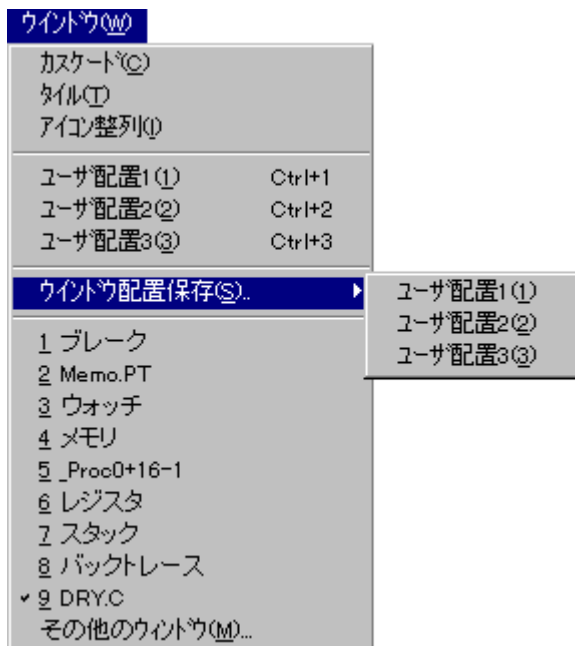 ｳｲﾝﾄﾞｳ(W)
ｶｽｹｰﾄﾞ(C)
ﾀｲﾙ(T)
ｱｲｺﾝ整列(I)
ﾕｰｻﾞ配置1(1) Ctrl+1
ﾕｰｻﾞ配置2(2) Ctrl+2
ﾕｰｻﾞ配置3(3) Ctrl+3
ｳｲﾝﾄﾞｳ配置保存(S)..
ﾕｰｻﾞ配置1(1)
ﾕｰｻﾞ配置2(2)
ﾕｰｻﾞ配置3(3)
1 ブレーク
2 Memo.PT
3 ウォッチ
4 メモリ
5 _Proc0+16-1
6 レジスタ
7 スタック
8 バックトレース
9 DRY.C
その他のｳｨﾝﾄﾞｳ(M)...